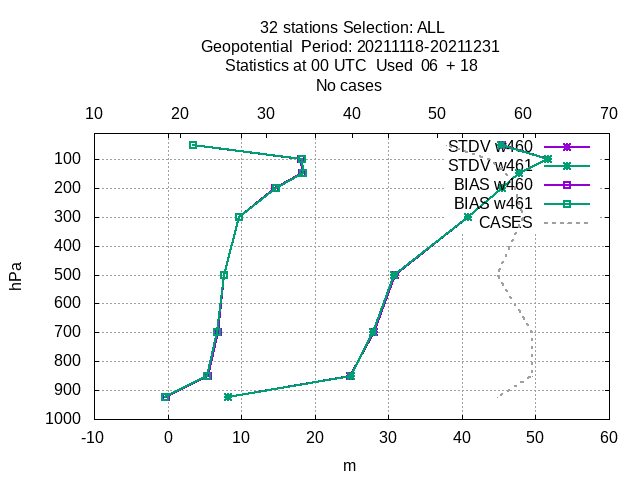 32 stations Selection: ALL
Geopotential  Period: 20211118-20211231
Statistics at 00 UTC  Used  06  + 18
No cases
10 20 30 40 50 60 70
STDV w460
STDV w461
BIAS w460
BIAS w461
CASES
hPa
100
200
300
400
500
600
700
800
900
1000
-10 0 10 20 30 40 50 60
m